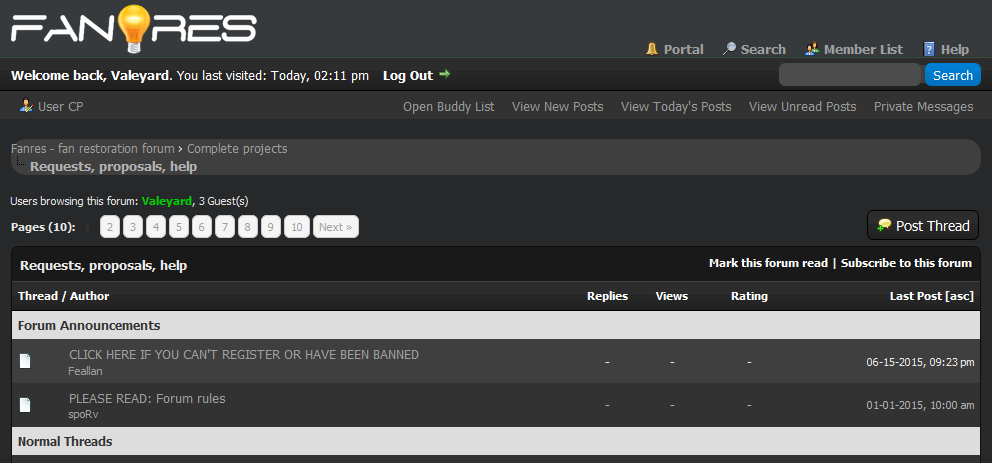 FAN RES
Portal Search Member List Help
Welcome back, Valeyard. You last visited: Today, 02:11 pm Log Out Search
User CP Open Buddy List View New Posts View Today's Posts View Unread Posts Private Messages
Fanres - fan restoration forum › Complete projects
Requests, proposals, help
Users browsing this forum: Valeyard, 3 Guest(s)
Pages (10): 1 2 3 4 5 6 7 8 9 10 Next » Post Thread
Requests, proposals, help Mark this forum read | Subscribe to this forum
Thread / Author Replies Views Rating Last Post [asc]
Forum Announcements
CLICK HERE IF YOU CAN'T REGISTER OR HAVE BEEN BANNED
Feallan - - - 06-15-2015, 09:23 pm
PLEASE READ: Forum rules
spoRv - - - 01-01-2015, 10:00 am
Normal Threads